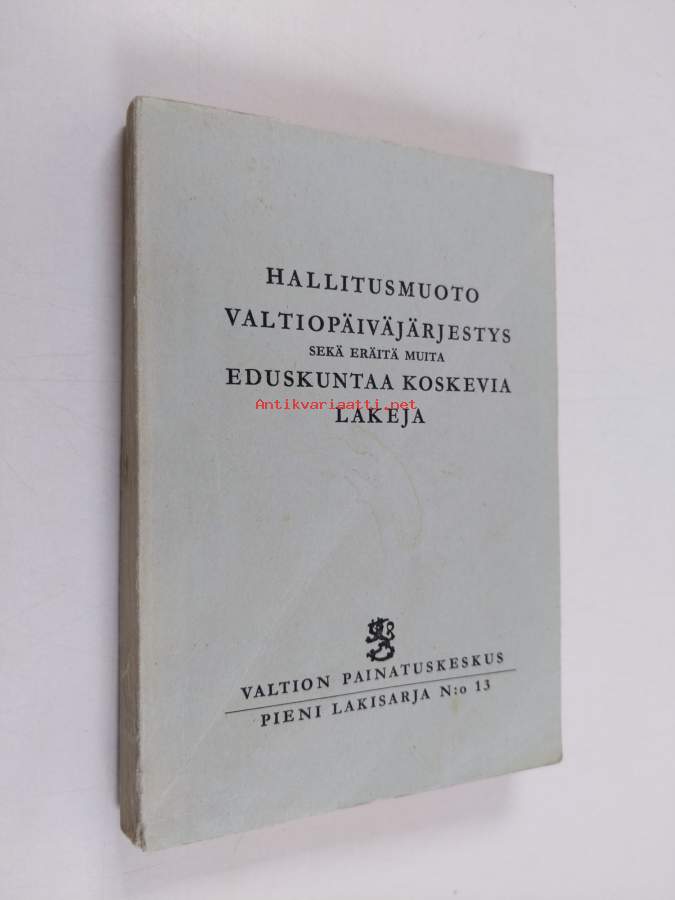 HALLITUSMUOTO
VALTIOPÄIVÄJÄRJESTYS
SEKÄ ERÄITÄ MUITA
EDUSKUNTAA KOSKEVIA
Antikvariaatti.net
LAKEJA
VALTION PAINATUSKESKUS
PIENI LAKISARJA N:o 13